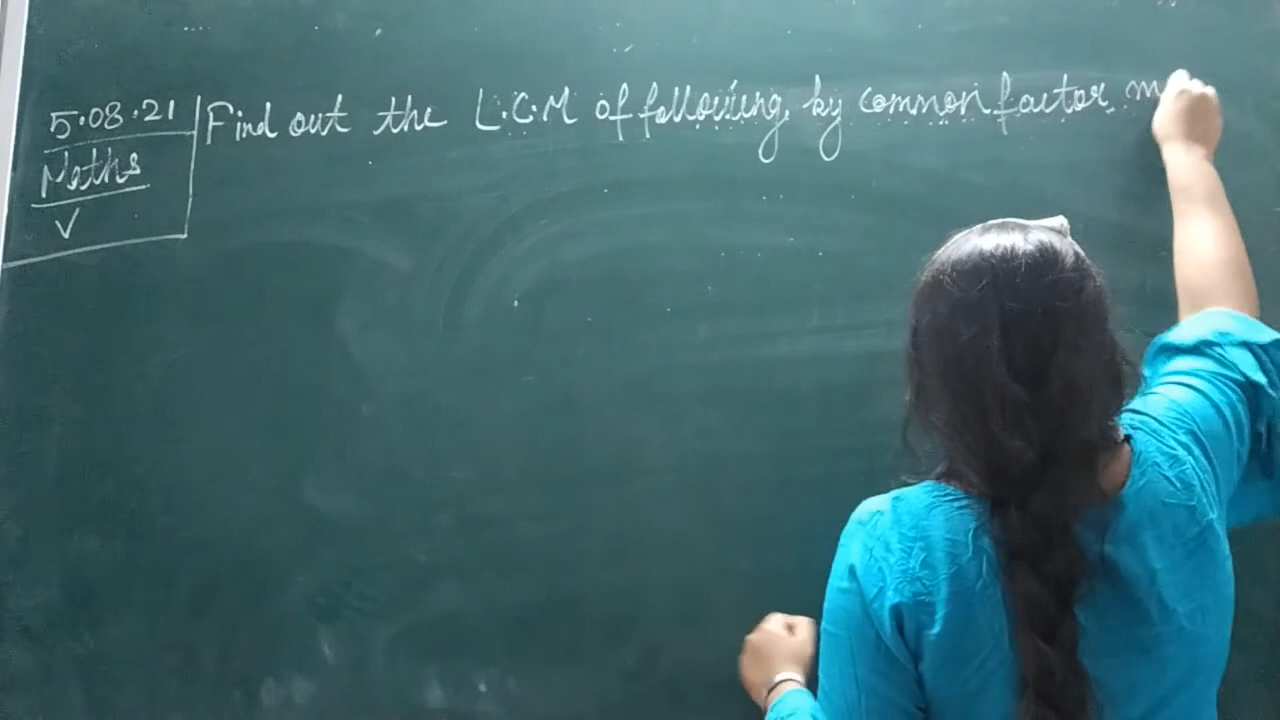 5.08.21
Maths
V
Find out the L.C.M of following by common factor m